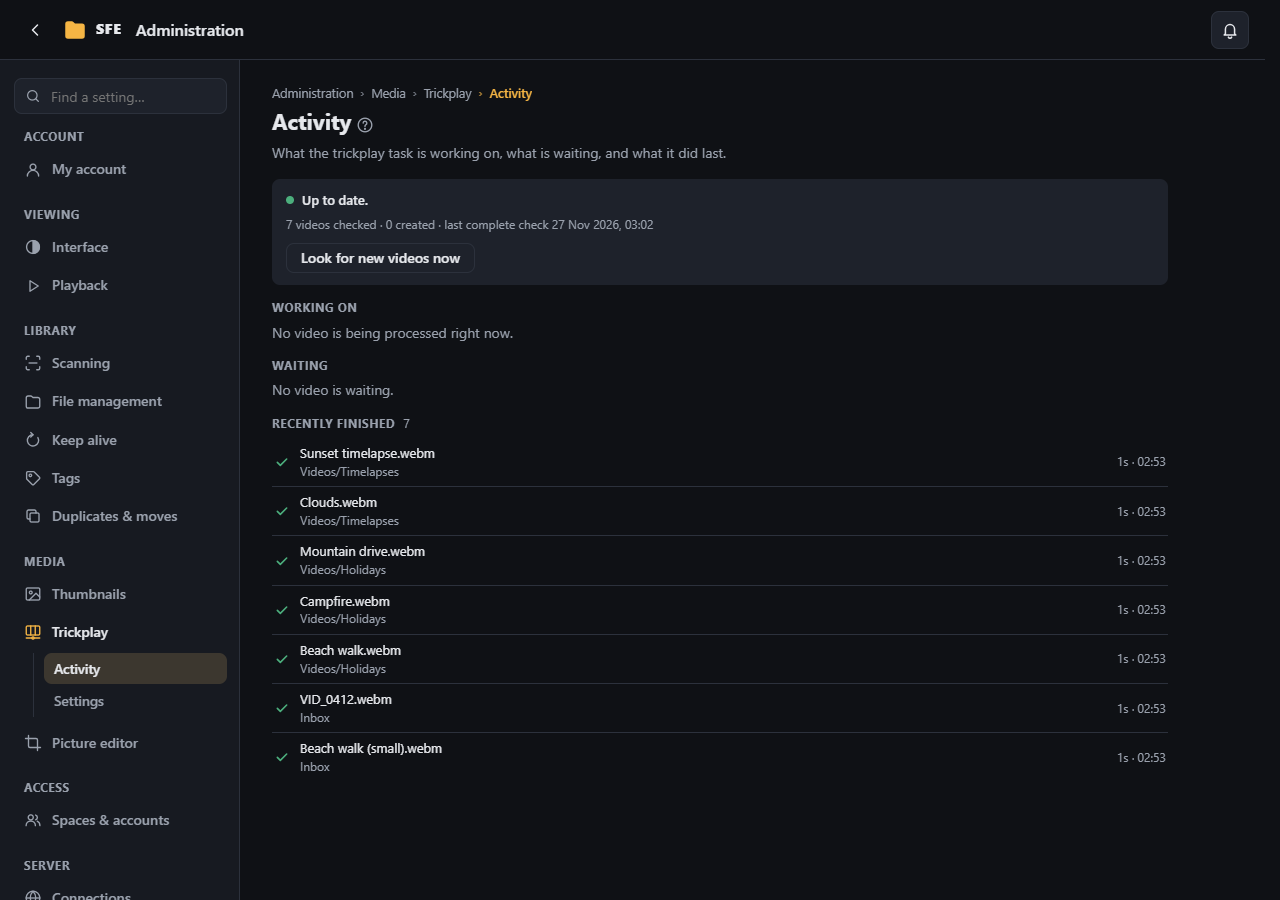 SFE Administration
Find a setting...
ACCOUNT
My account
VIEWING
Interface
Playback
LIBRARY
Scanning
File management
Keep alive
Tags
Duplicates & moves
MEDIA
Thumbnails
Trickplay
Activity
Settings
Picture editor
ACCESS
Spaces & accounts
SERVER
Connections
Administration › Media › Trickplay › Activity
Activity
What the trickplay task is working on, what is waiting, and what it did last.
Up to date.
7 videos checked · 0 created · last complete check 27 Nov 2026, 03:02
Look for new videos now
WORKING ON
No video is being processed right now.
WAITING
No video is waiting.
RECENTLY FINISHED 7
Sunset timelapse.webm
Videos/Timelapses
1s · 02:53
Clouds.webm
Videos/Timelapses
1s · 02:53
Mountain drive.webm
Videos/Holidays
1s · 02:53
Campfire.webm
Videos/Holidays
1s · 02:53
Beach walk.webm
Videos/Holidays
1s · 02:53
VID_0412.webm
Inbox
1s · 02:53
Beach walk (small).webm
Inbox
1s · 02:53